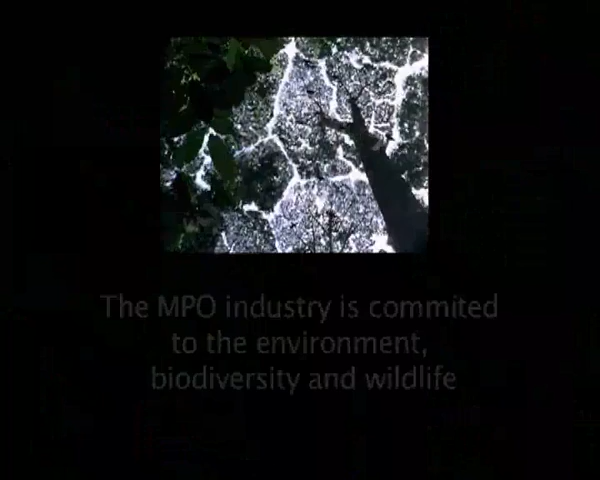 The MPO industry is commited
to the environment,
biodiversity and wildlife